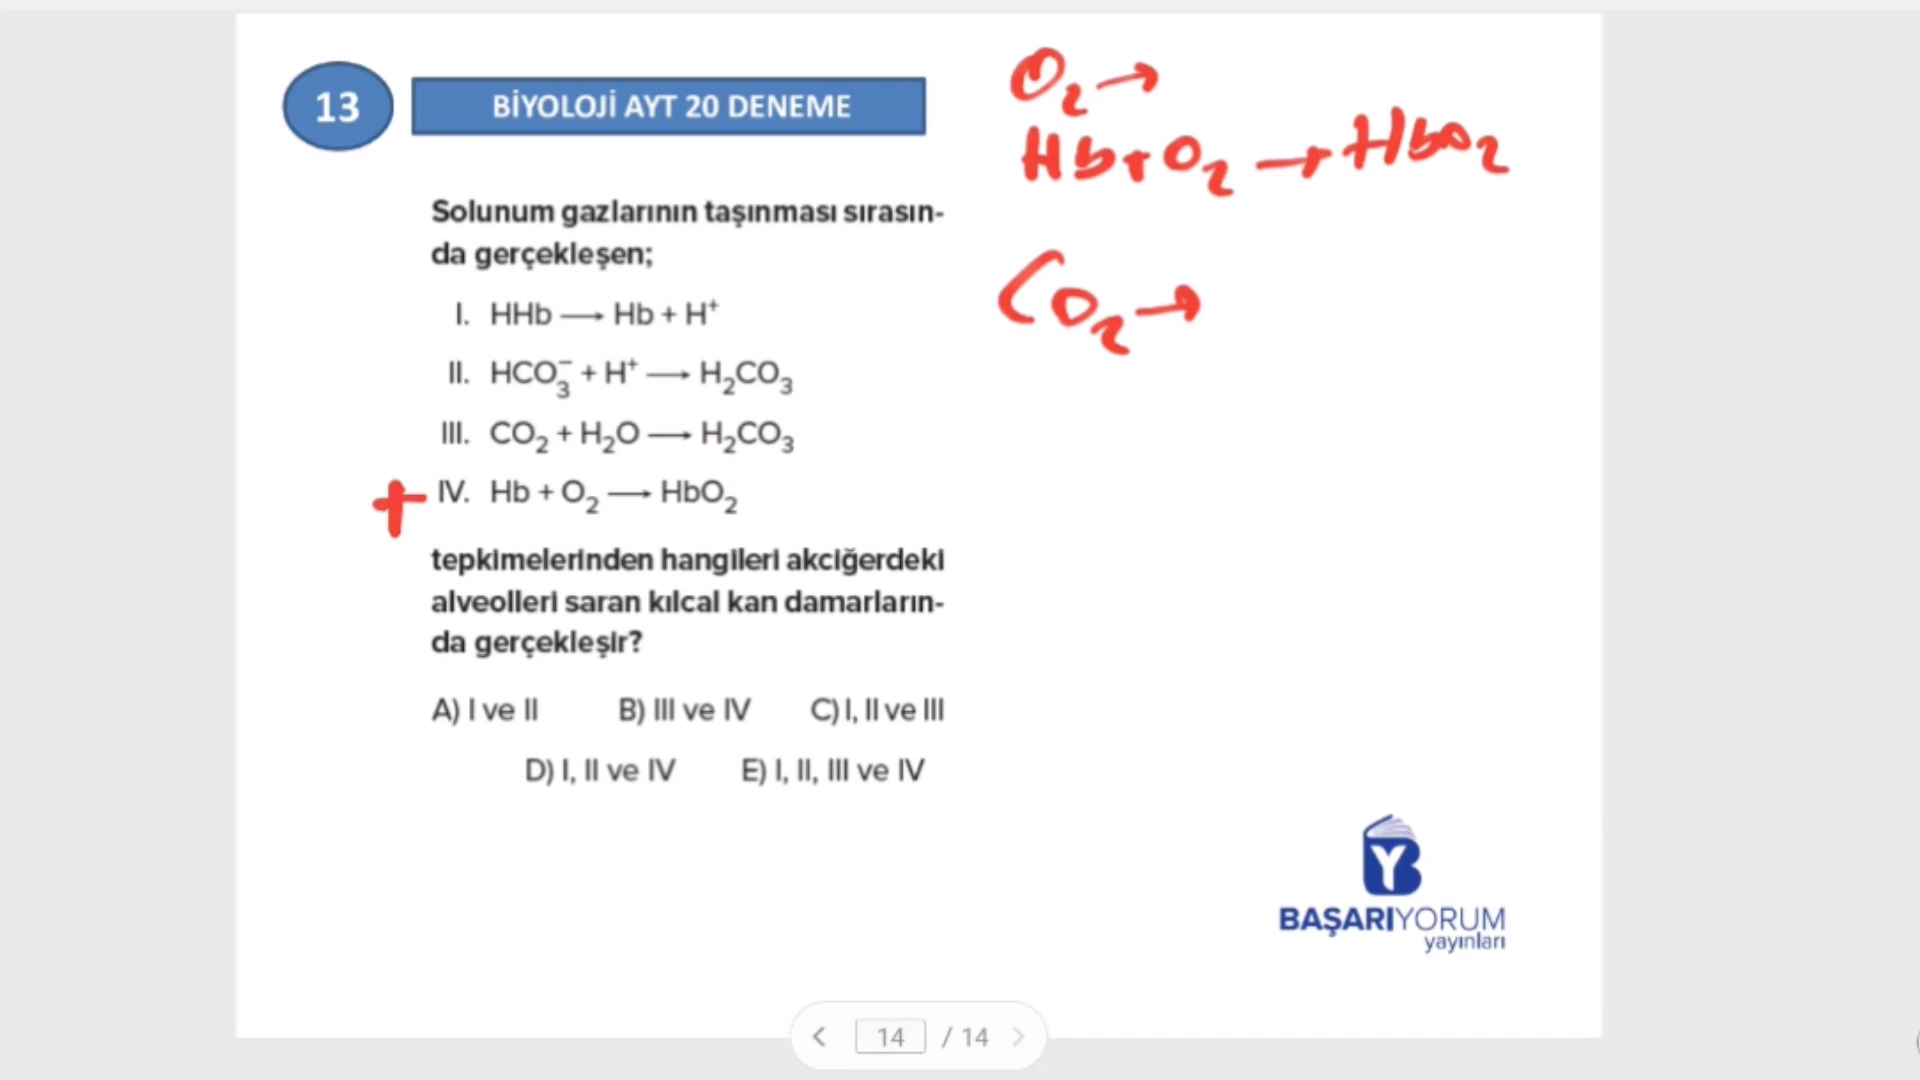 13
BİYOLOJİ AYT 20 DENEME
O₂ →
Hb + O₂ → HbO₂
CO₂ →
Solunum gazlarının taşınması sırasın-
da gerçekleşen;
I. HHb ⟶ Hb + H⁺
II. HCO₃⁻ + H⁺ ⟶ H₂CO₃
III. CO₂ + H₂O ⟶ H₂CO₃
+ IV. Hb + O₂ ⟶ HbO₂
tepkimelerinden hangileri akciğerdeki
alveolleri saran kılcal kan damarların-
da gerçekleşir?
A) I ve II B) III ve IV C) I, II ve III
D) I, II ve IV E) I, II, III ve IV
YB
BAŞARIYORUM
yayınları
< 14 / 14 >